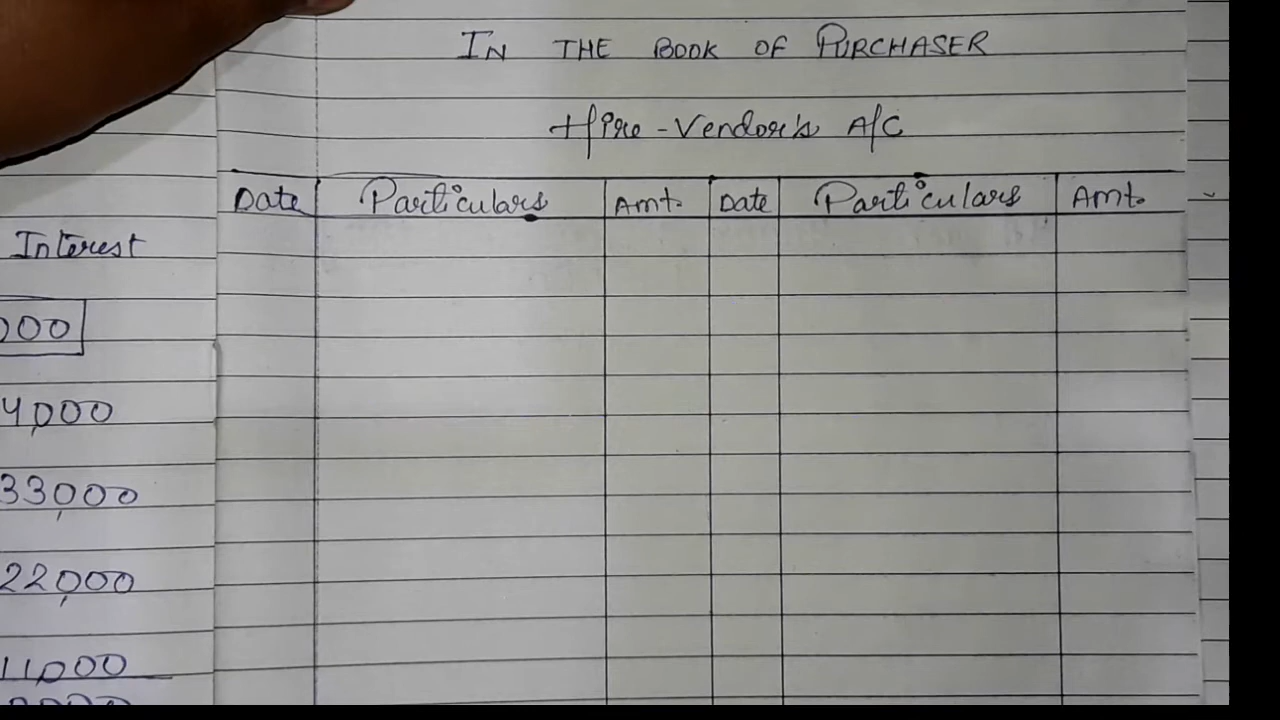 IN THE BOOK OF PURCHASER
Hire-Vendor's A/C
Date Particulars Amt. Date Particulars Amt.
Interest
000
4,000
33,000
22,000
11,000